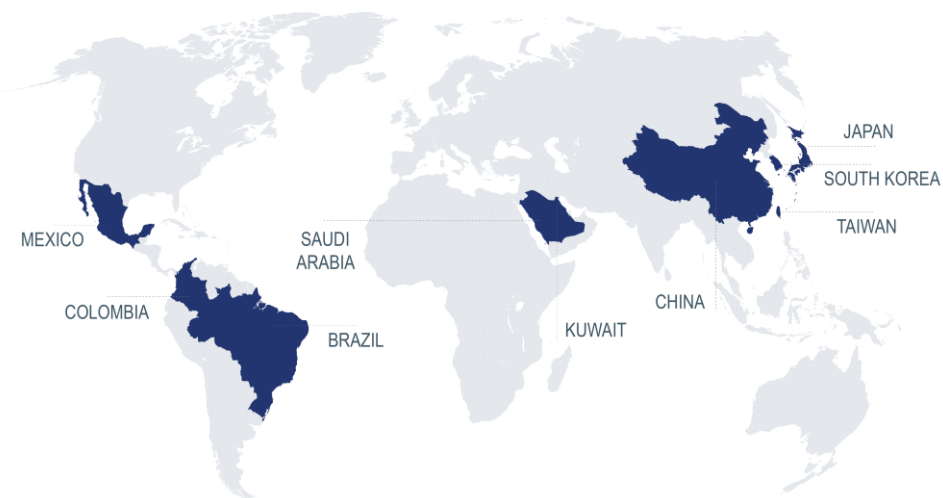 JAPAN
SOUTH KOREA
TAIWAN
MEXICO
SAUDI
ARABIA
CHINA
COLOMBIA
KUWAIT
BRAZIL